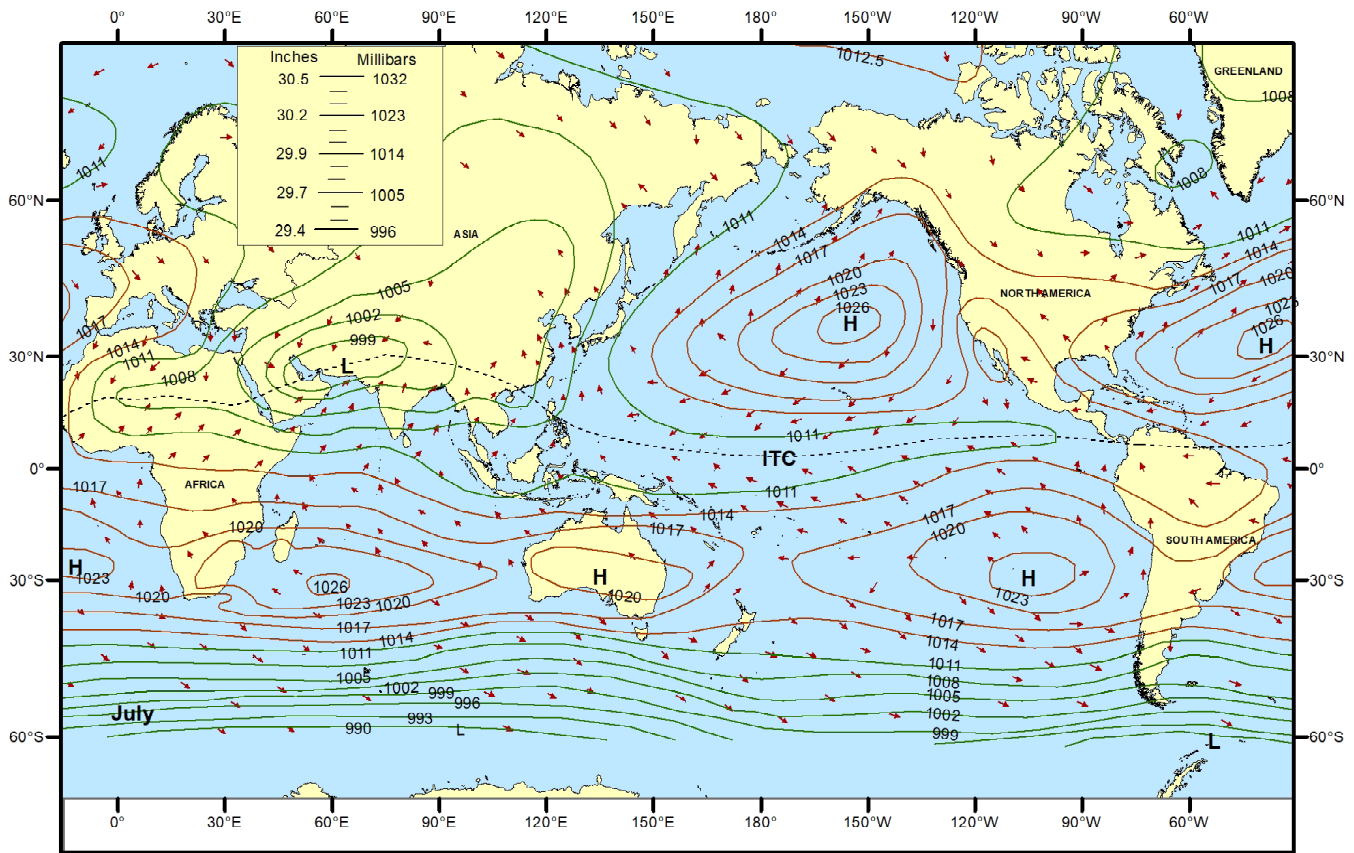 0° 30°E 60°E 90°E 120°E 150°E 180° 150°W 120°W 90°W 60°W
Inches Millibars
30.5 1032
30.2 1023
29.9 1014
29.7 1005
29.4 996
1012.5
GREENLAND
1008
1011
1008
60°N 60°N
ASIA
1011
1011
1014
1014
1017
1017
1020
1020
1005
1023
1023
NORTH AMERICA
1002
1026
1026
1017
H
999
1014
H
30°N 30°N
1011
L
1008
1011
ITC
0° 0°
AFRICA
1017
1011
1014
1017
1020
1017
1020
SOUTH AMERICA
H
1023
H
H
30°S 30°S
1026
1020
1020
1023
1020
1023
1017
1017
1014
1014
1011
1011
1005
1008
1002
999
1005
996
1002
July
993
990
L
999
L
60°S 60°S
0° 30°E 60°E 90°E 120°E 150°E 180° 150°W 120°W 90°W 60°W